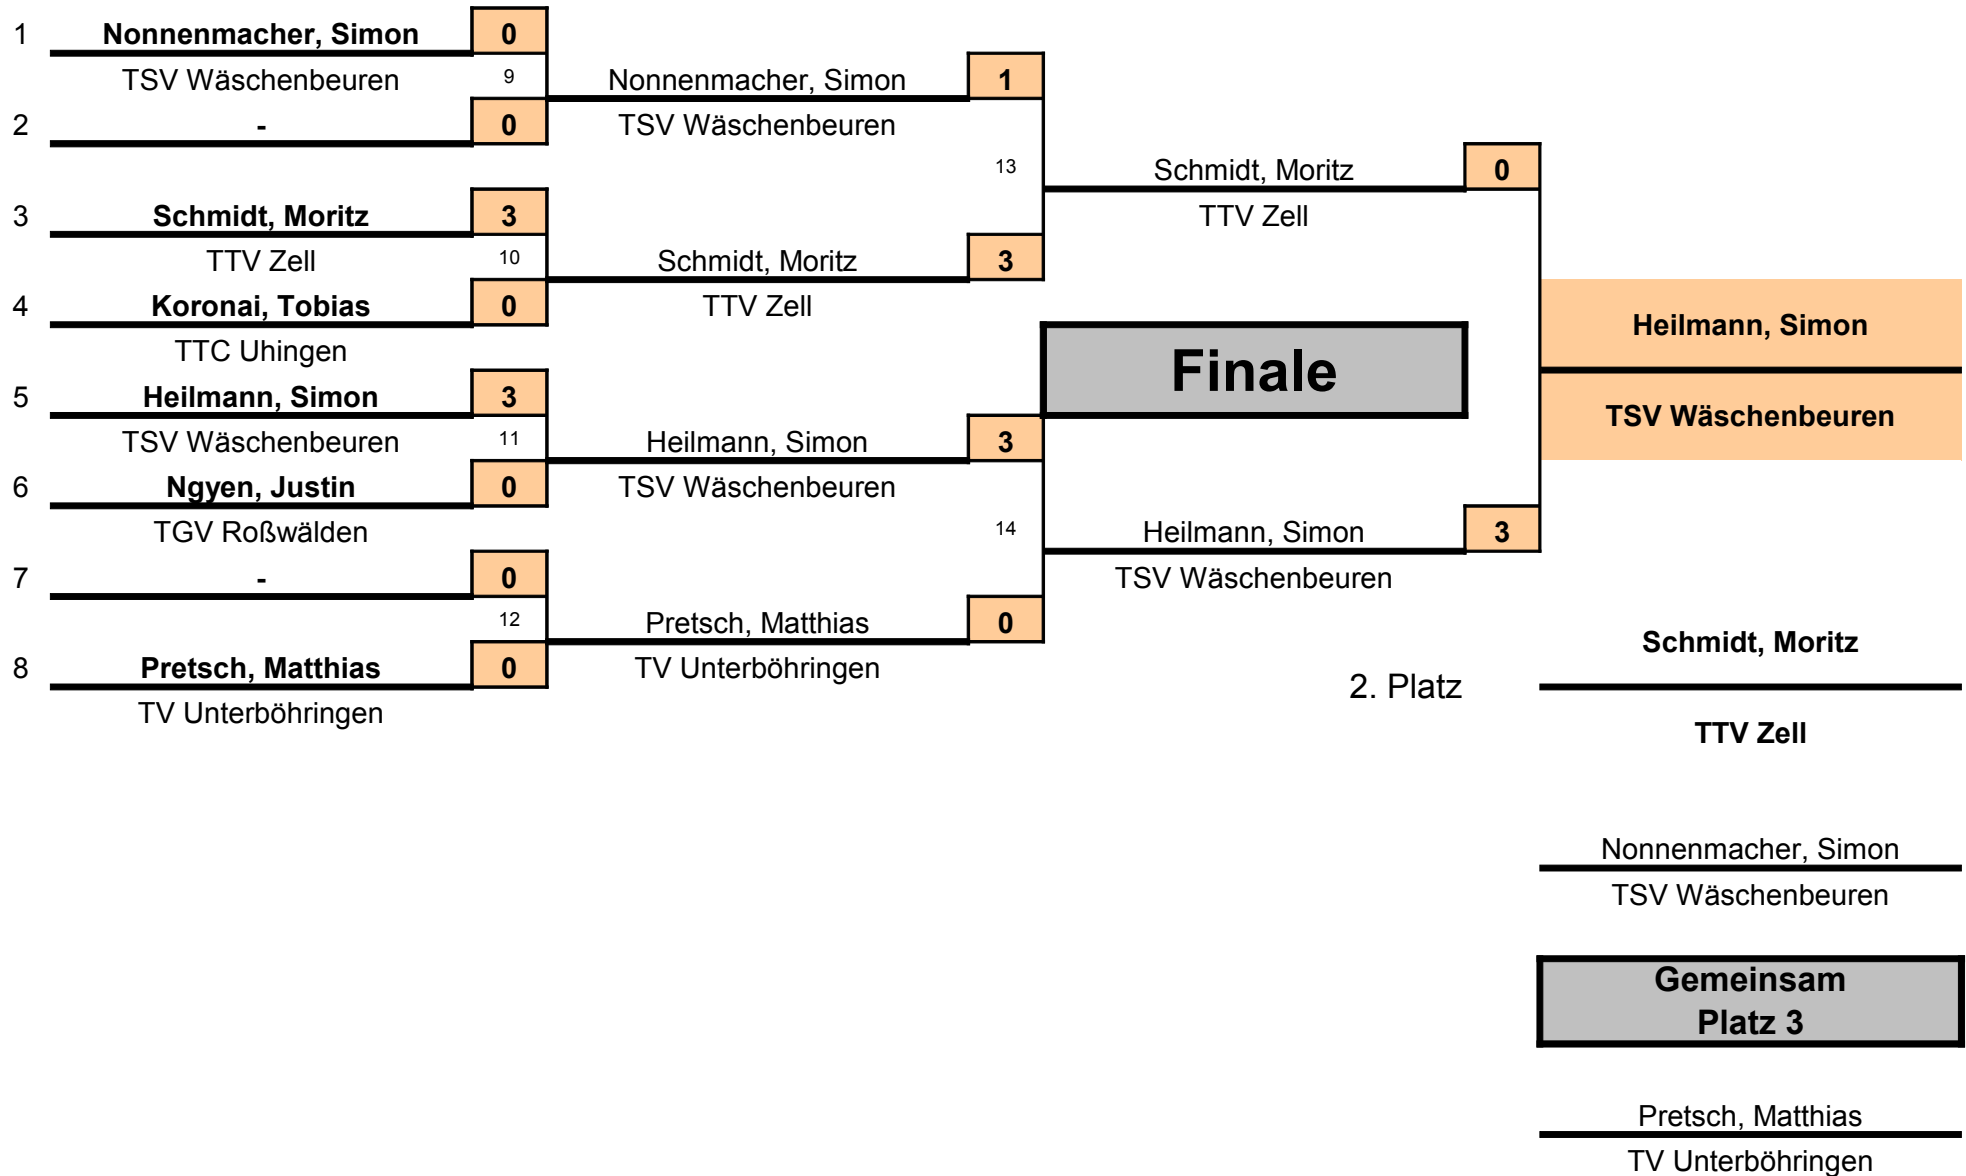 1 Nonnenmacher, Simon 0
TSV Wäschenbeuren 9 Nonnenmacher, Simon 1
2 - 0 TSV Wäschenbeuren
13 Schmidt, Moritz 0
3 Schmidt, Moritz 3 TTV Zell
TTV Zell 10 Schmidt, Moritz 3
4 Koronai, Tobias 0 TTV Zell
Heilmann, Simon
TTC Uhingen
Finale
5 Heilmann, Simon 3
TSV Wäschenbeuren
TSV Wäschenbeuren 11 Heilmann, Simon 3
6 Ngyen, Justin 0 TSV Wäschenbeuren
TGV Roßwälden 14 Heilmann, Simon 3
7 - 0 TSV Wäschenbeuren
12 Pretsch, Matthias 0
Schmidt, Moritz
8 Pretsch, Matthias 0 TV Unterböhringen
2. Platz
TV Unterböhringen
TTV Zell
Nonnenmacher, Simon
TSV Wäschenbeuren
Gemeinsam
Platz 3
Pretsch, Matthias
TV Unterböhringen